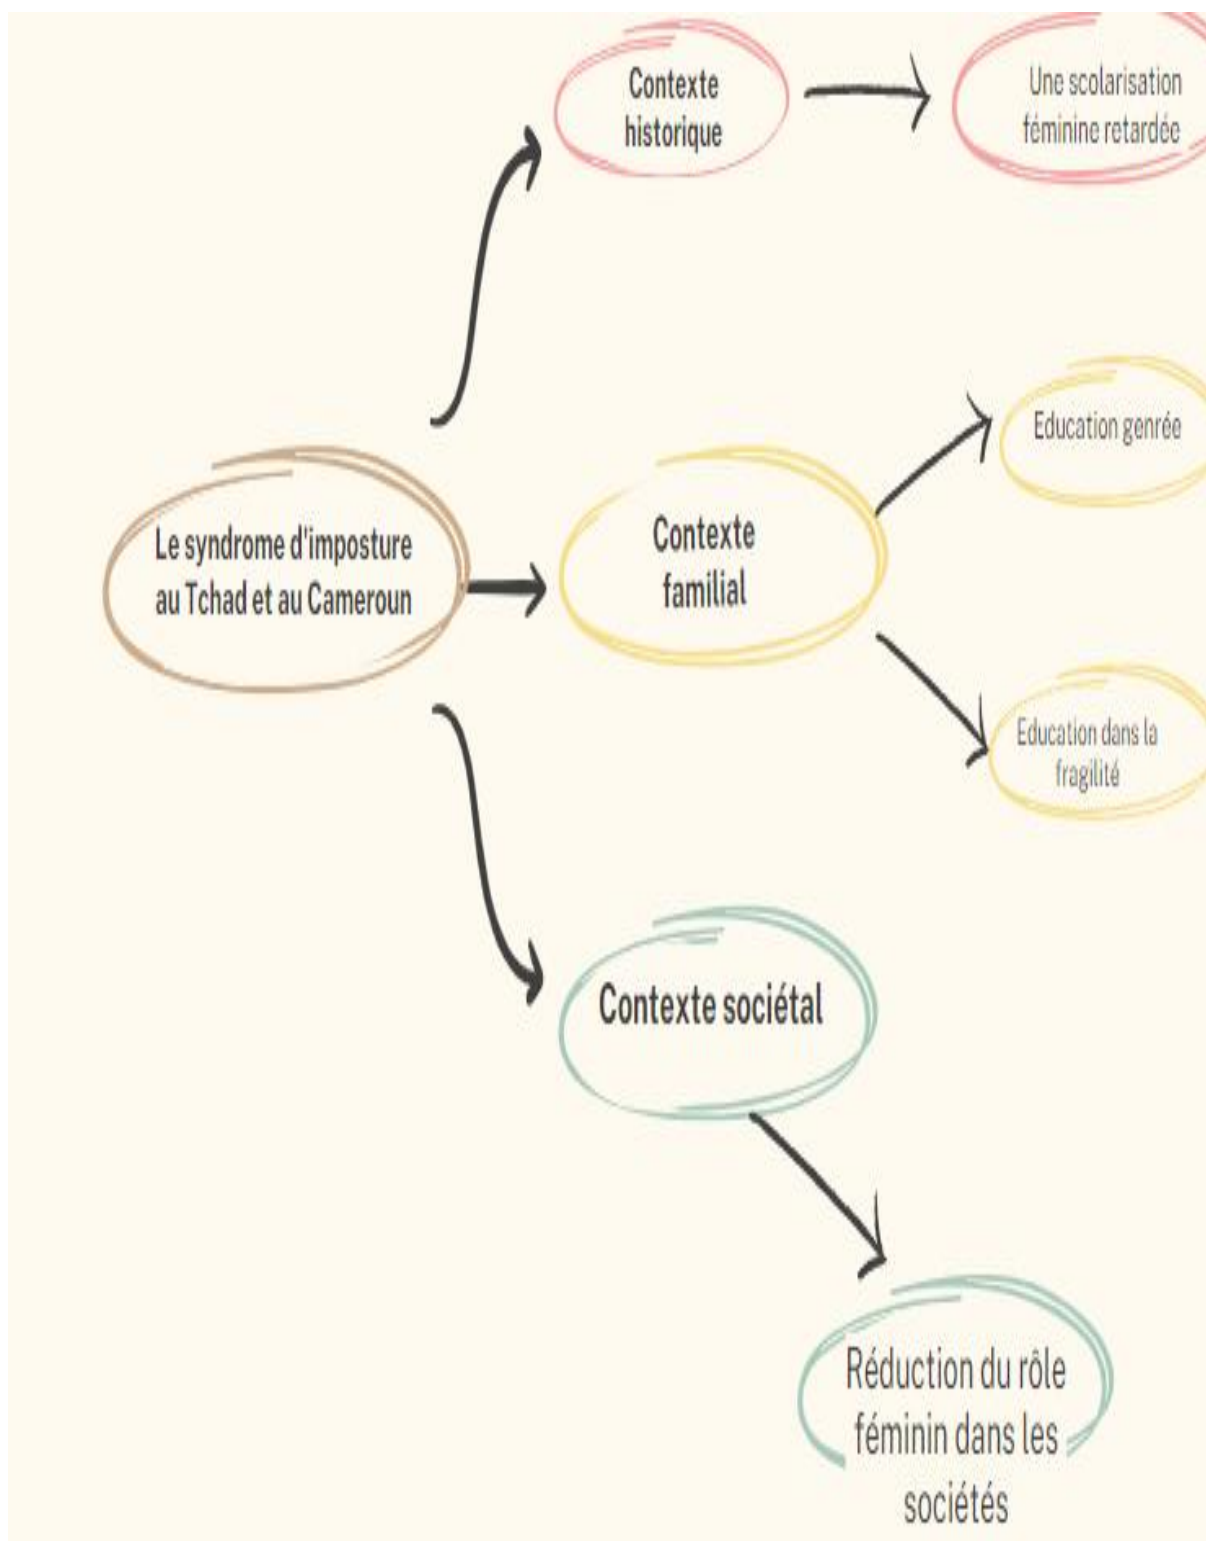 Contexte
historique
Une scolarisation
féminine retardée
Education genrée
Le syndrome d'imposture
au Tchad et au Cameroun
Contexte
familial
Education dans la
fragilité
Contexte sociétal
Réduction du rôle
féminin dans les
sociétés